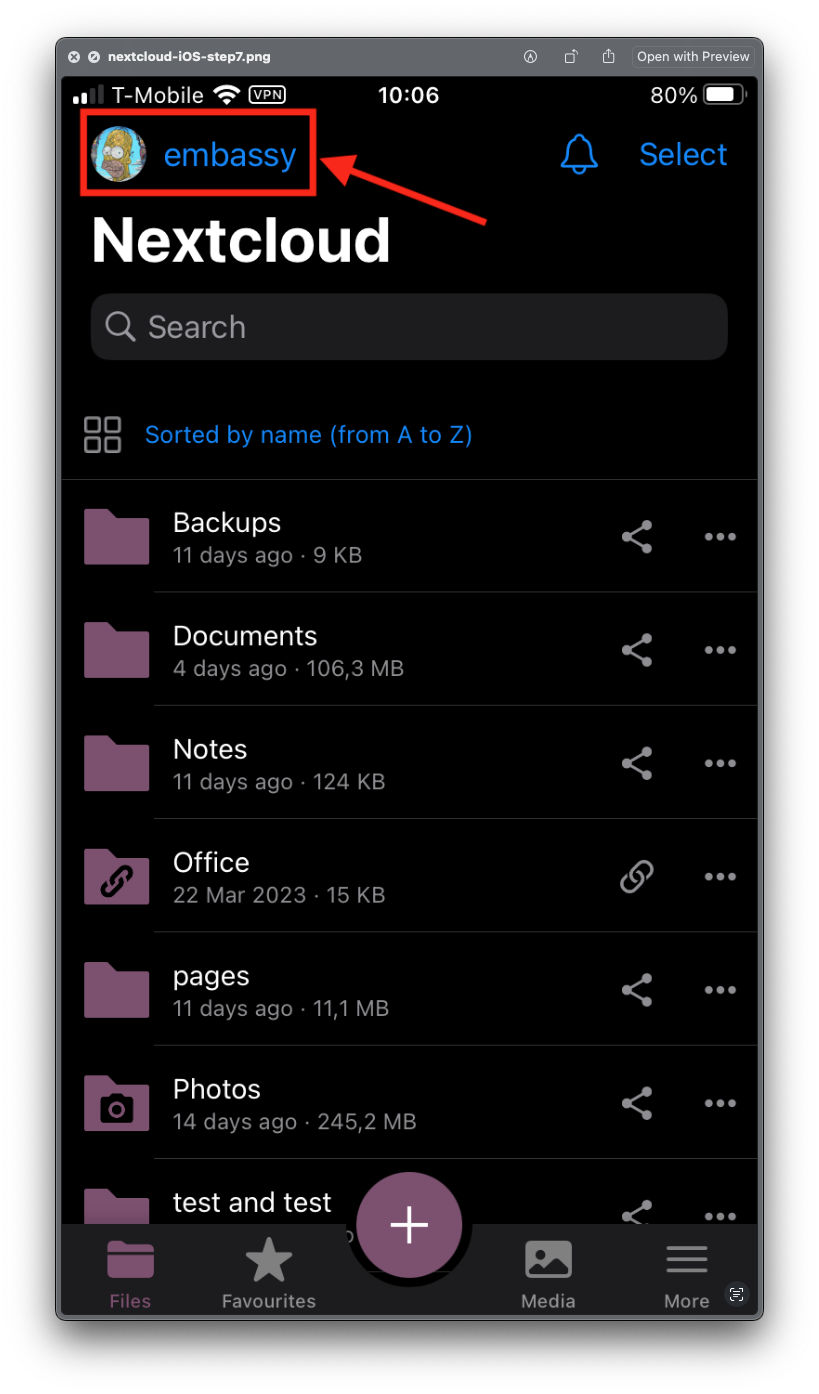 nextcloud-iOS-step7.png
Open with Preview
T-Mobile VPN 10:06 80%
embassy Select
Nextcloud
Search
Sorted by name (from A to Z)
Backups
11 days ago · 9 KB
Documents
4 days ago · 106,3 MB
Notes
11 days ago · 124 KB
Office
22 Mar 2023 · 15 KB
pages
11 days ago · 11,1 MB
Photos
14 days ago · 245,2 MB
test and test
Files Favourites Media More